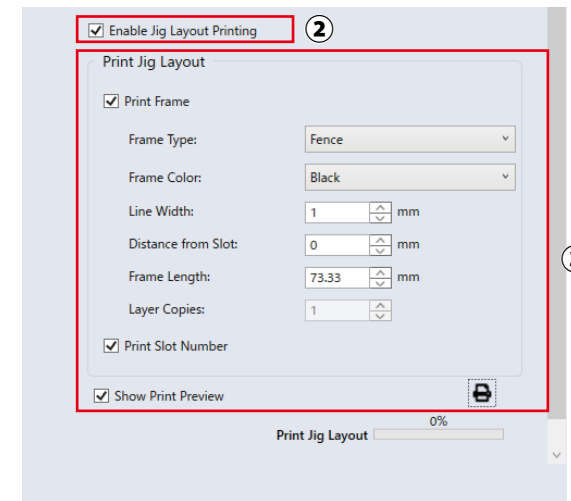 Enable Jig Layout Printing ②
Print Jig Layout
Print Frame
Frame Type: Fence
Frame Color: Black
Line Width: 1 mm
Distance from Slot: 0 mm
Frame Length: 73.33 mm
Layer Copies: 1
Print Slot Number
Show Print Preview
0%
Print Jig Layout